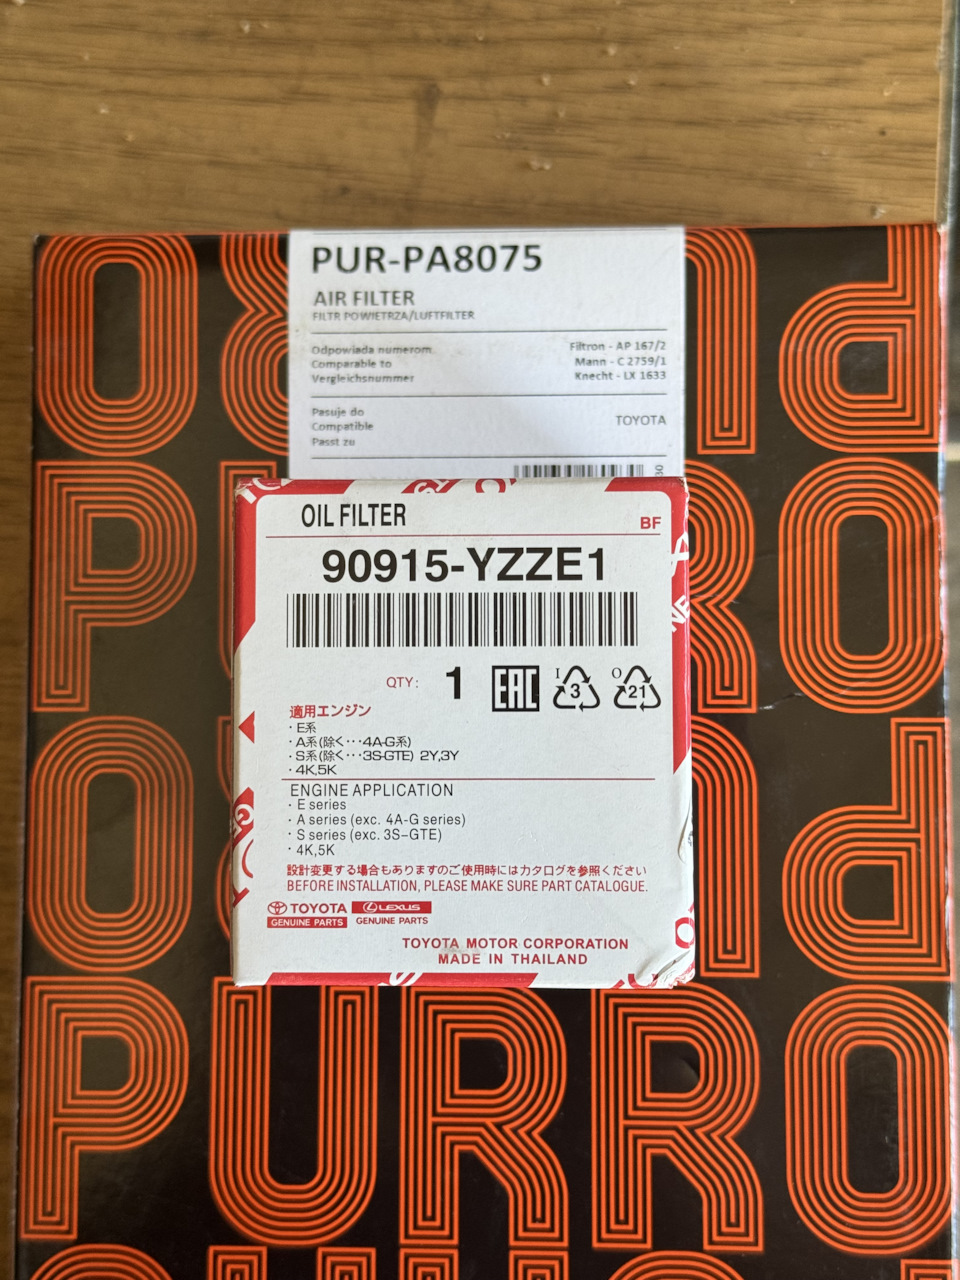 PUR-PA8075
AIR FILTER
FILTR POWIETRZA/LUFTFILTER
Odpowiada numerom Filtron - AP 167/2
Comparable to Mann - C 2759/1
Vergleichsnummer Knecht - LX 1633
Pasuje do
Compatible TOYOTA
Passt zu
OIL FILTER
BF
90915-YZZE1
QTY: 1 EAC I 3 O 21
適用エンジン
・E系
・A系(除く･･･4A-G系)
・S系(除く･･･3S-GTE) 2Y,3Y
・4K,5K
ENGINE APPLICATION
・E series
・A series (exc. 4A-G series)
・S series (exc. 3S-GTE)
・4K,5K
設計変更する場合もありますのご使用時にはカタログを参照ください
BEFORE INSTALLATION, PLEASE MAKE SURE PART CATALOGUE.
TOYOTA LEXUS
GENUINE PARTS GENUINE PARTS
TOYOTA MOTOR CORPORATION
MADE IN THAILAND
PURRO